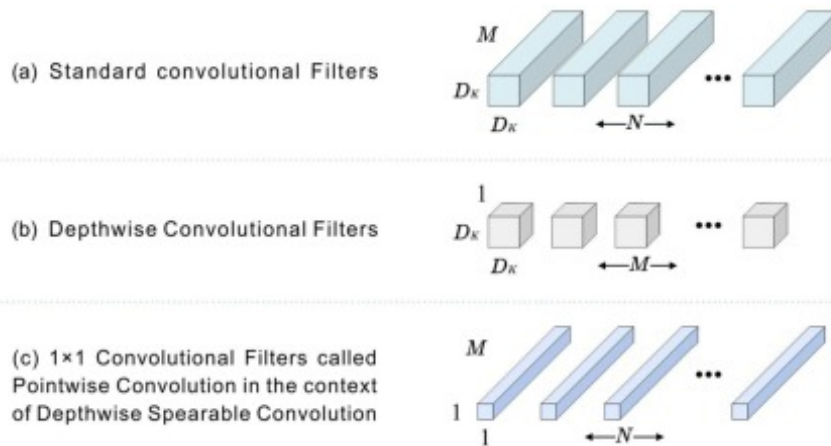 M
(a) Standard convolutional Filters
D_K
D_K
N
1
(b) Depthwise Convolutional Filters
D_K
D_K
M
(c) 1×1 Convolutional Filters called
Pointwise Convolution in the context
of Depthwise Spearable Convolution
M
1
1
N